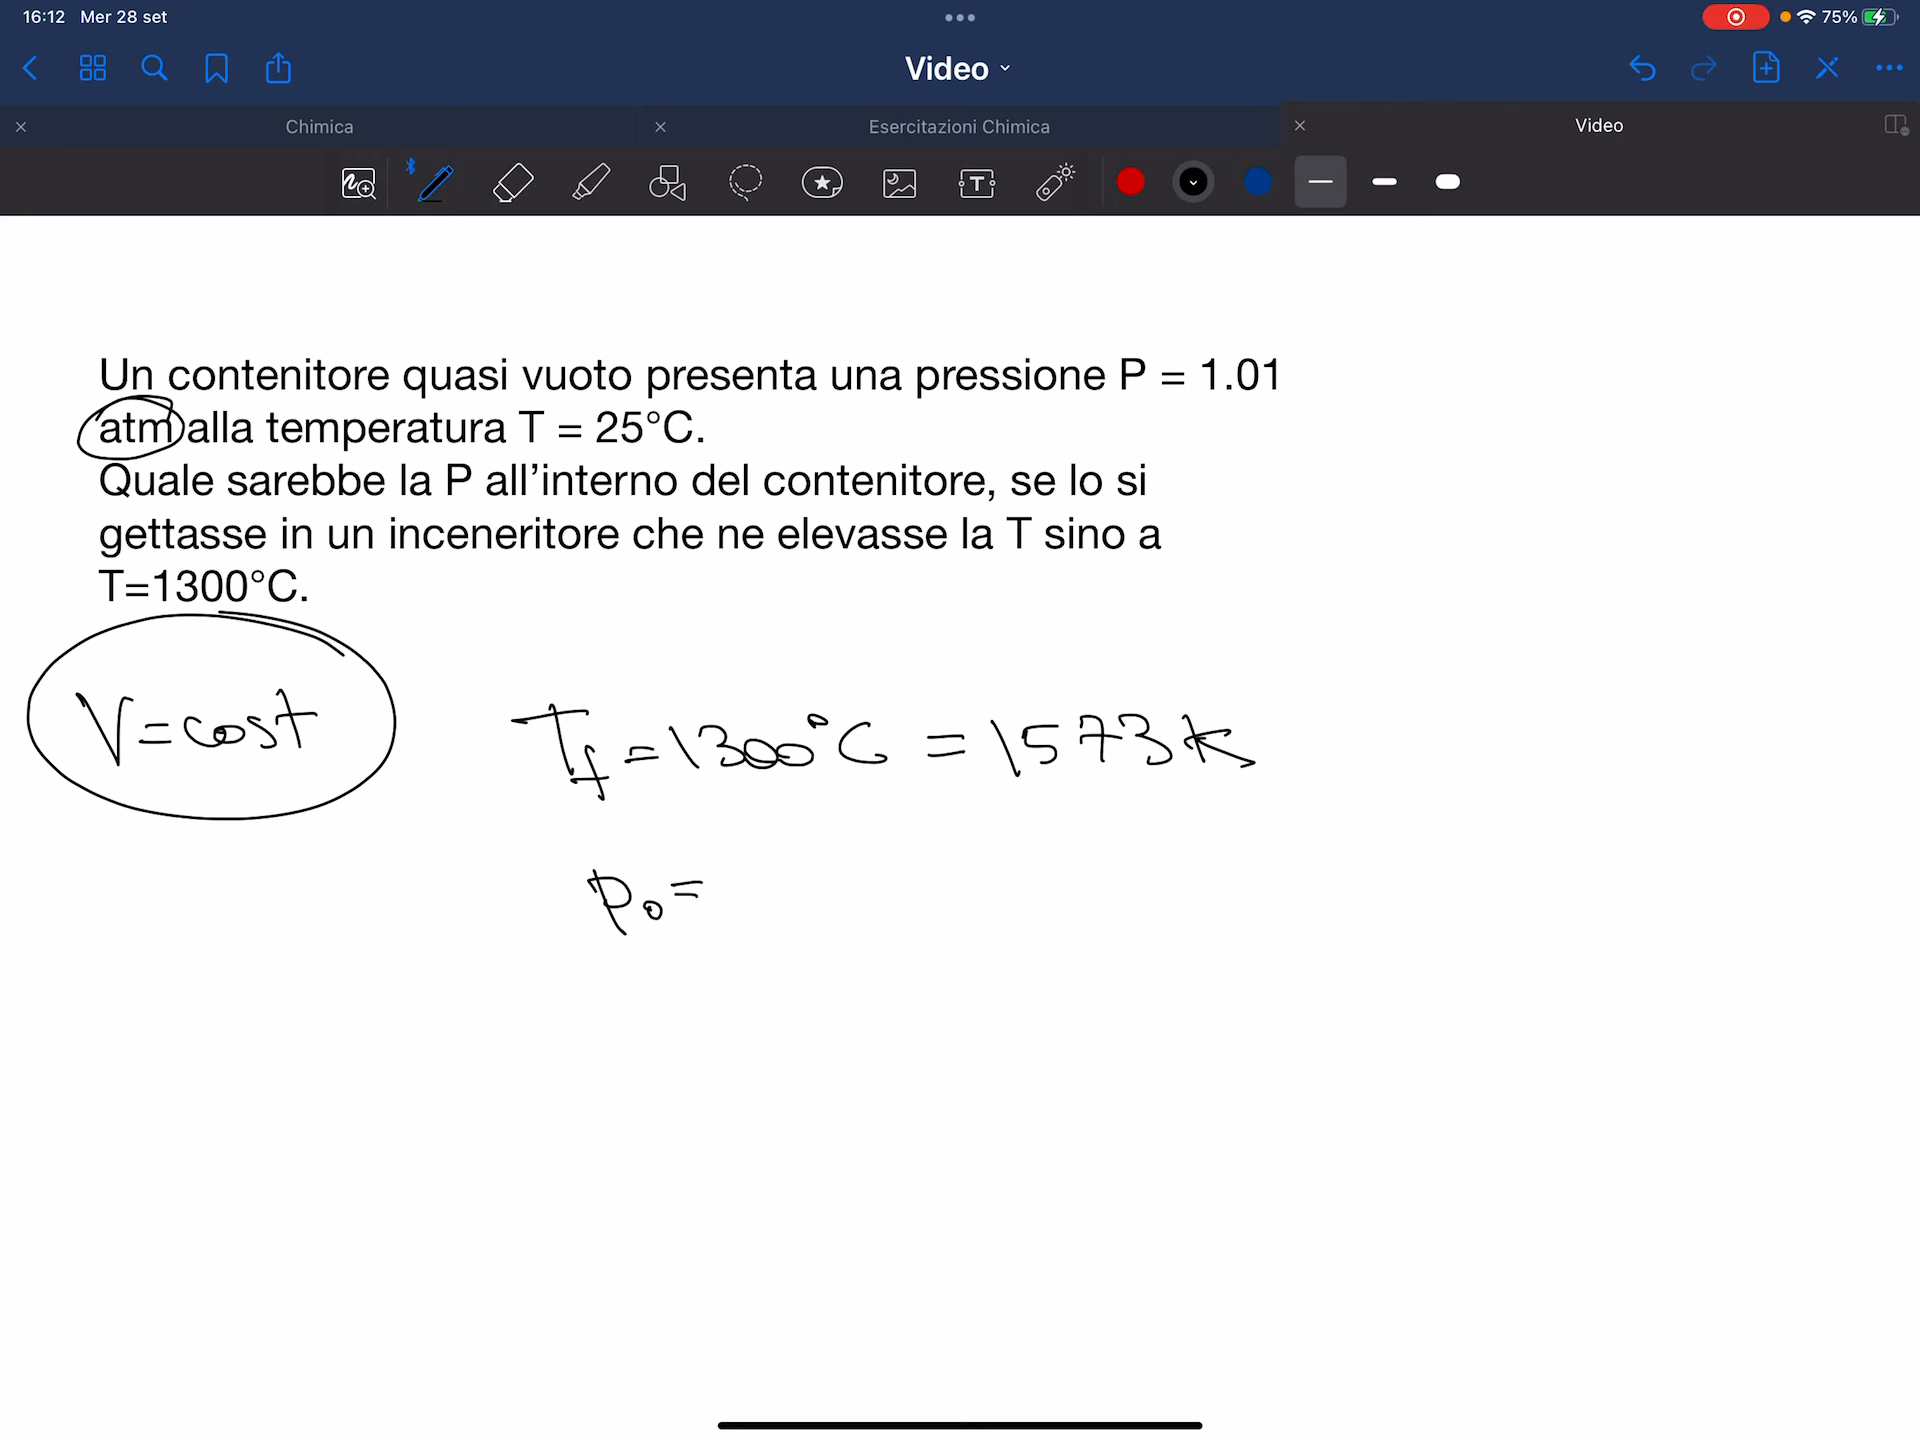 16:12 Mer 28 set
75%
Video
Chimica
Esercitazioni Chimica
Video
T
Un contenitore quasi vuoto presenta una pressione P = 1.01
atm alla temperatura T = 25°C.
Quale sarebbe la P all’interno del contenitore, se lo si
gettasse in un inceneritore che ne elevasse la T sino a
T=1300°C.
V=cost
Tf = 1300°C = 1573 K
P0 =